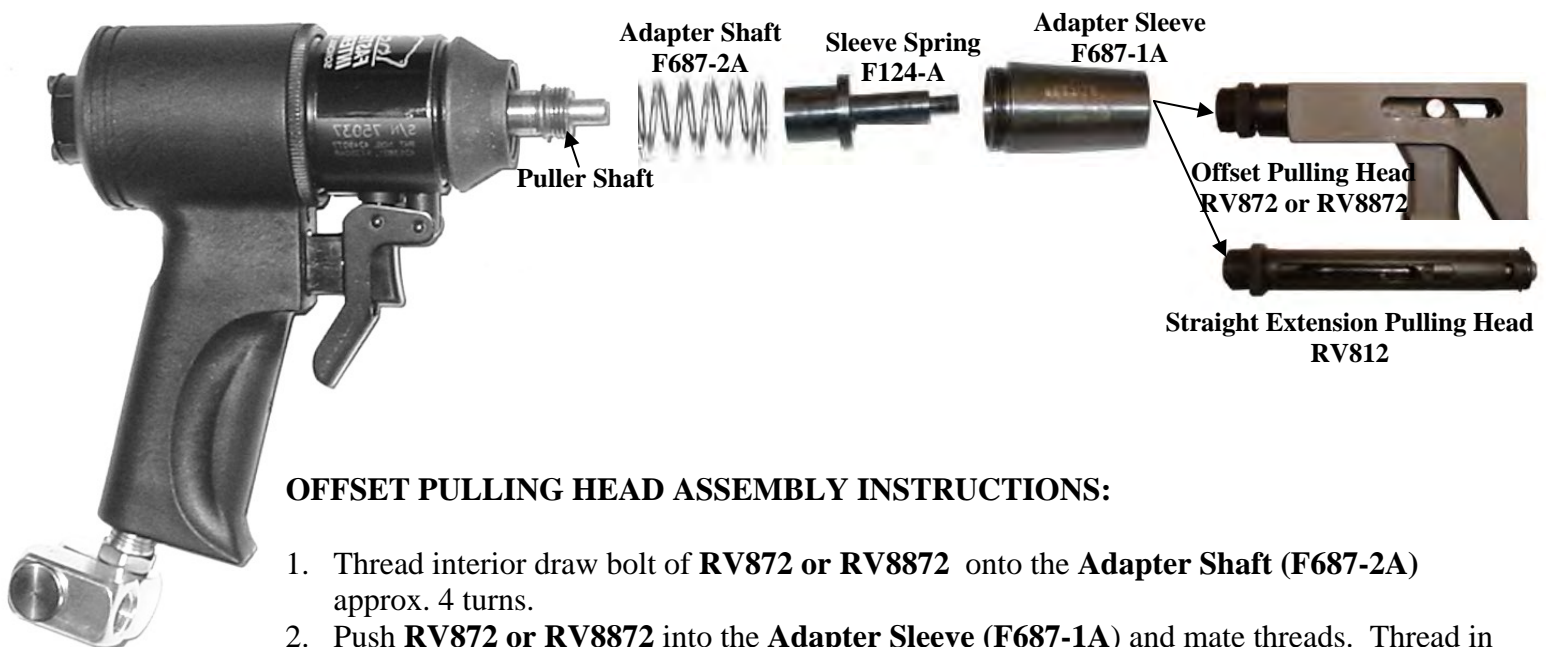 Adapter Shaft
F687-2A
Sleeve Spring
F124-A
Adapter Sleeve
F687-1A
S/N 75037
Puller Shaft
Offset Pulling Head
RV872 or RV8872
Straight Extension Pulling Head
RV812
OFFSET PULLING HEAD ASSEMBLY INSTRUCTIONS:
1. Thread interior draw bolt of RV872 or RV8872 onto the Adapter Shaft (F687-2A)
approx. 4 turns.
2. Push RV872 or RV8872 into the Adapter Sleeve (F687-1A) and mate threads. Thread in